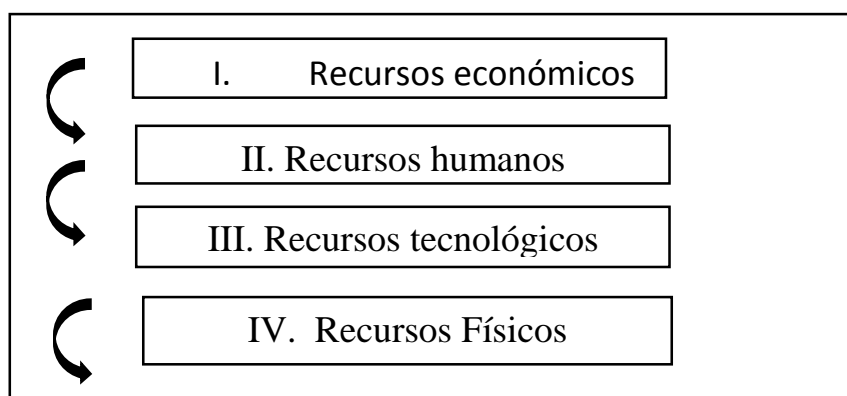 I. Recursos económicos
II. Recursos humanos
III. Recursos tecnológicos
IV. Recursos Físicos